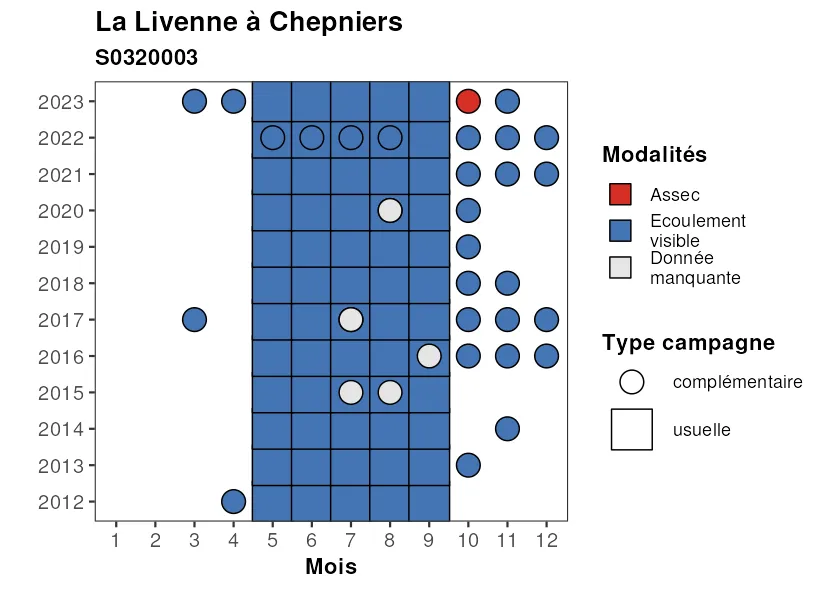 La Livenne à Chepniers
S0320003
2023
2022
2021
2020
2019
2018
2017
2016
2015
2014
2013
2012
1 2 3 4 5 6 7 8 9 10 11 12
Mois
Modalités
Assec
Ecoulement
visible
Donnée
manquante
Type campagne
complémentaire
usuelle